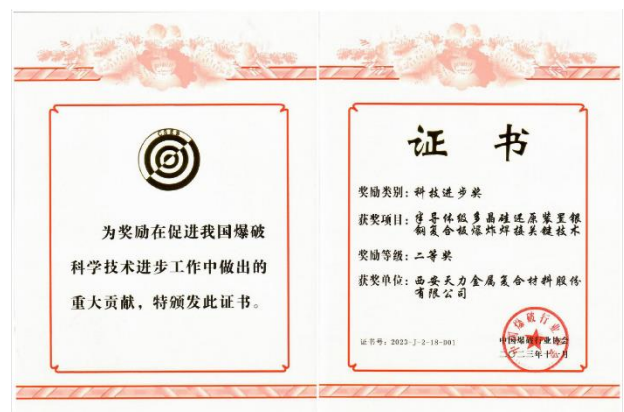 为奖励在促进我国爆破
科学技术进步工作中做出的
重大贡献，特颁发此证书。
证 书
奖励类别：科技进步奖
获奖项目：半导体级多晶硅还原装置银
钢复合板爆炸焊接关键技术
奖励等级：二等奖
获奖单位：西安天力金属复合材料股份
有限公司
证书号：2023-J-2-18-001
中国爆破行业协会
二〇二三年十一月